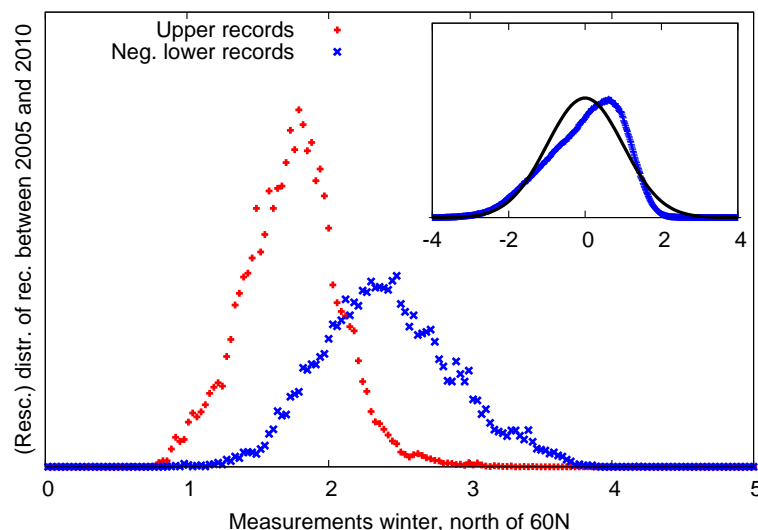 Upper records
Neg. lower records
(Resc.) distr. of rec. between 2005 and 2010
-4 -2 0 2 4
0 1 2 3 4 5
Measurements winter, north of 60N